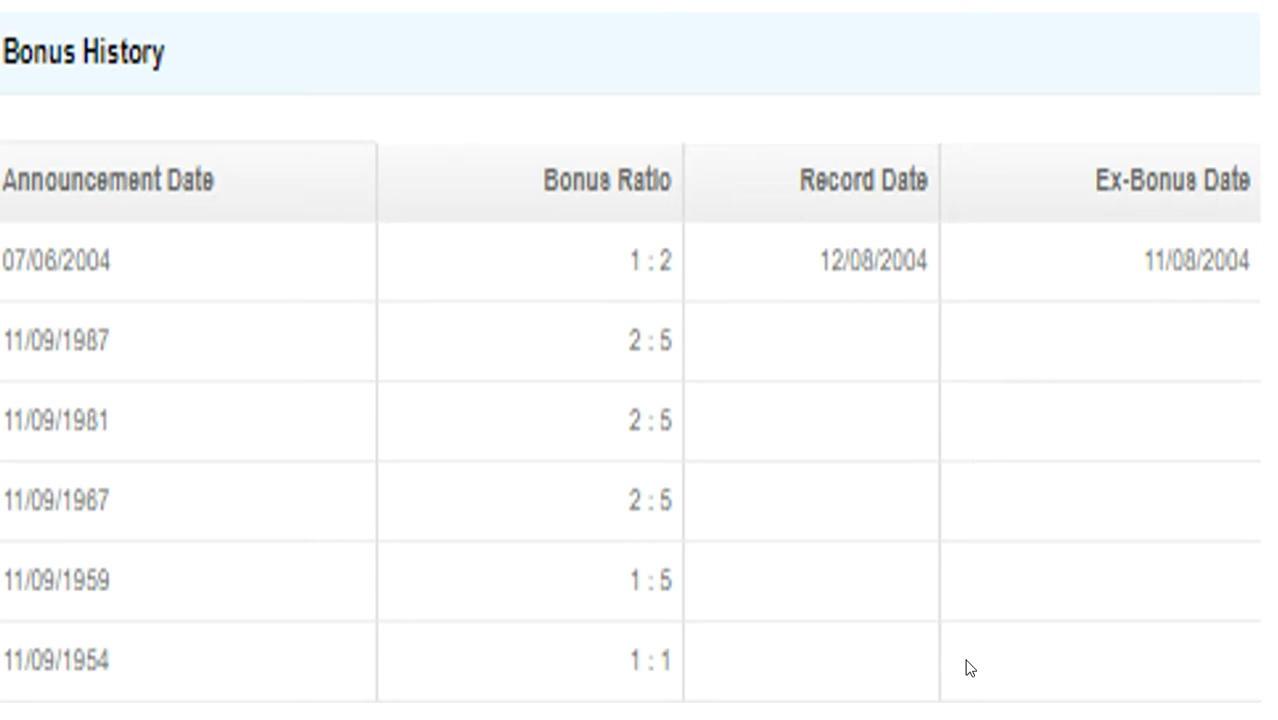 Bonus History
Announcement Date Bonus Ratio Record Date Ex-Bonus Date
07/06/2004 1 : 2 12/08/2004 11/08/2004
11/09/1987 2 : 5
11/09/1981 2 : 5
11/09/1967 2 : 5
11/09/1959 1 : 5
11/09/1954 1 : 1